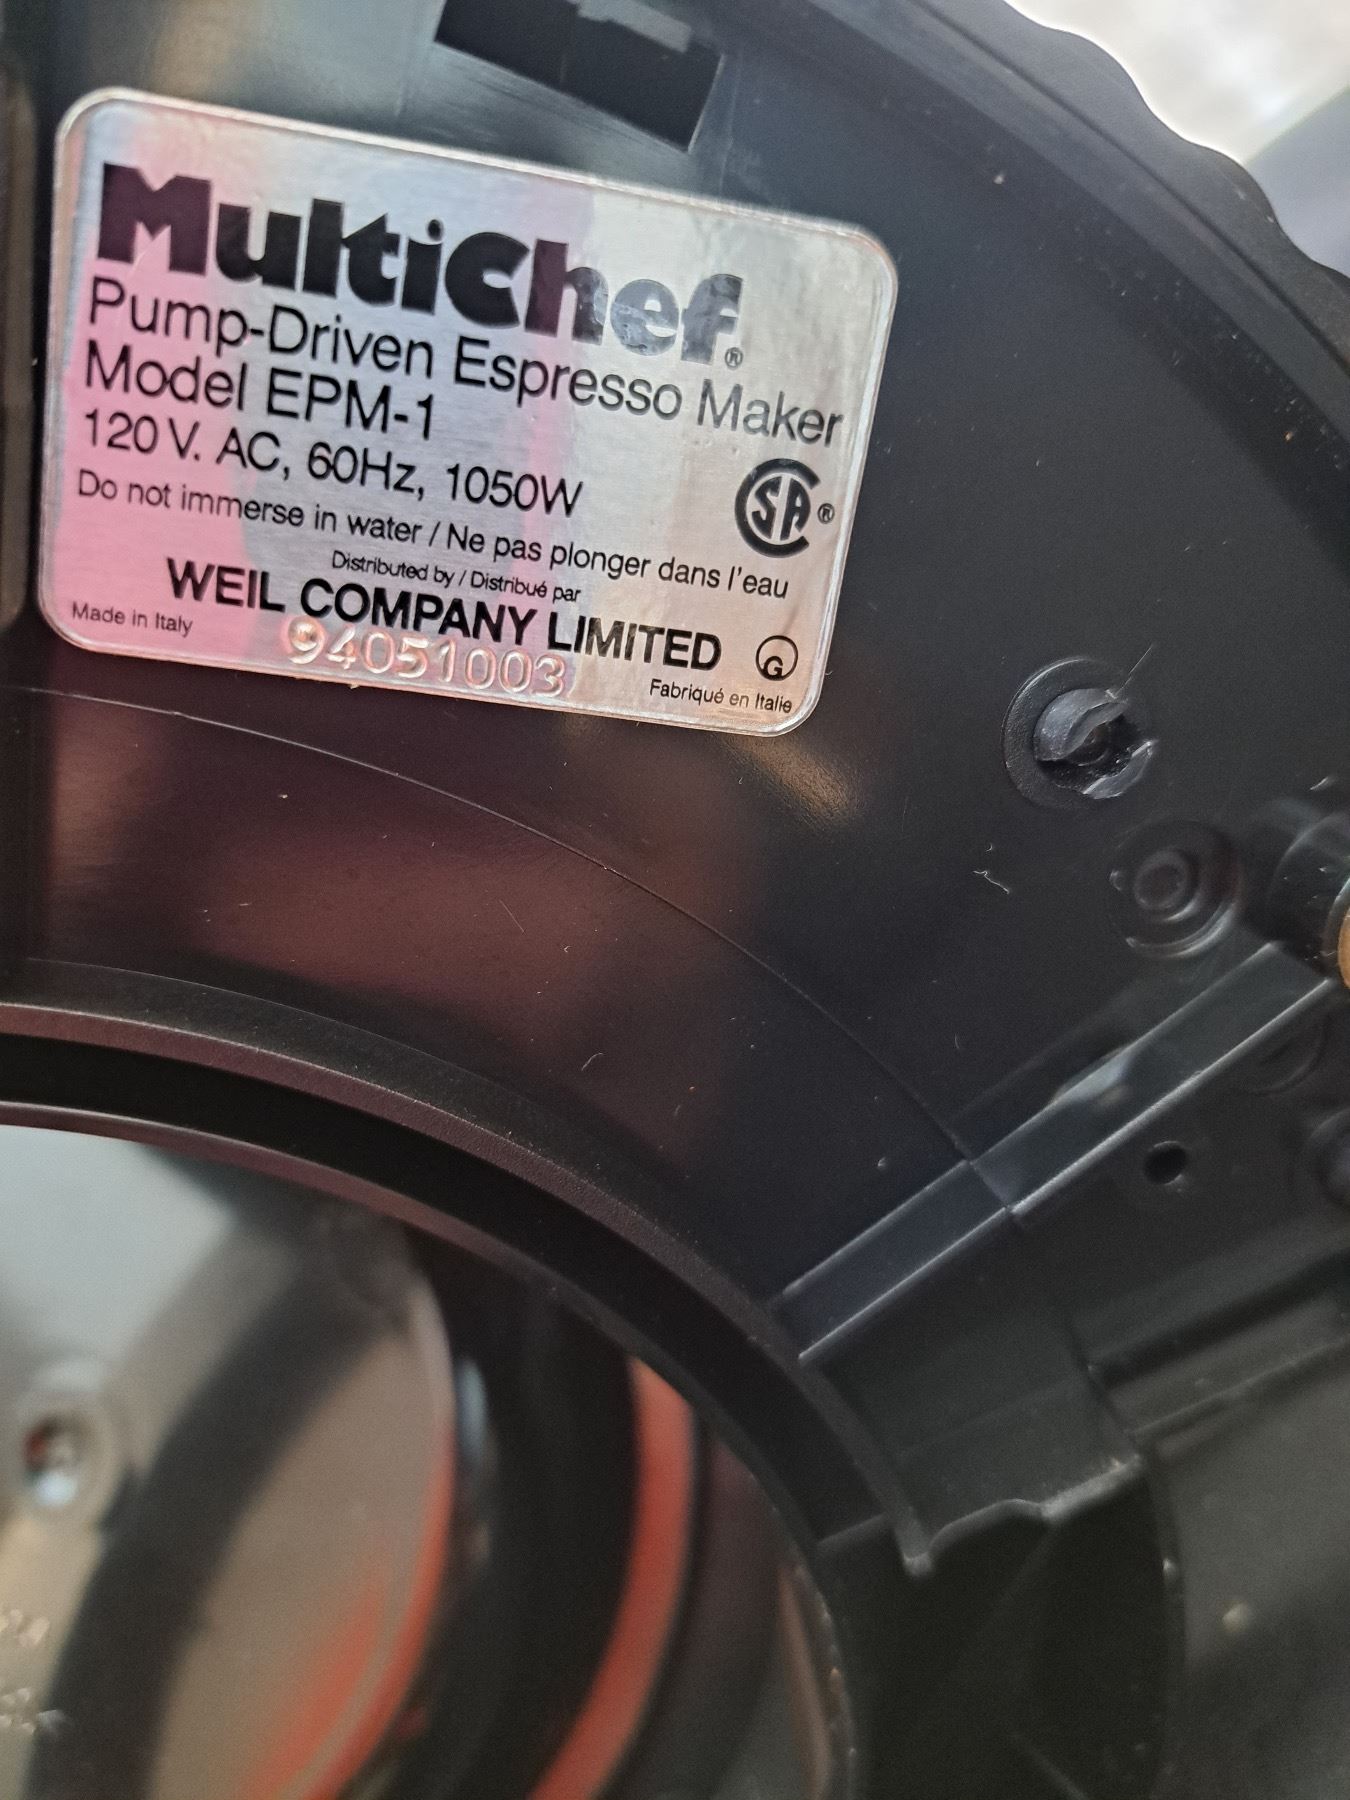 MultiChef®
Pump-Driven Espresso Maker
Model EPM-1
120 V. AC, 60Hz, 1050W
CSA®
Do not immerse in water / Ne pas plonger dans l'eau
Distributed by / Distribué par
WEIL COMPANY LIMITED
Made in Italy
94051003
G
Fabriqué en Italie